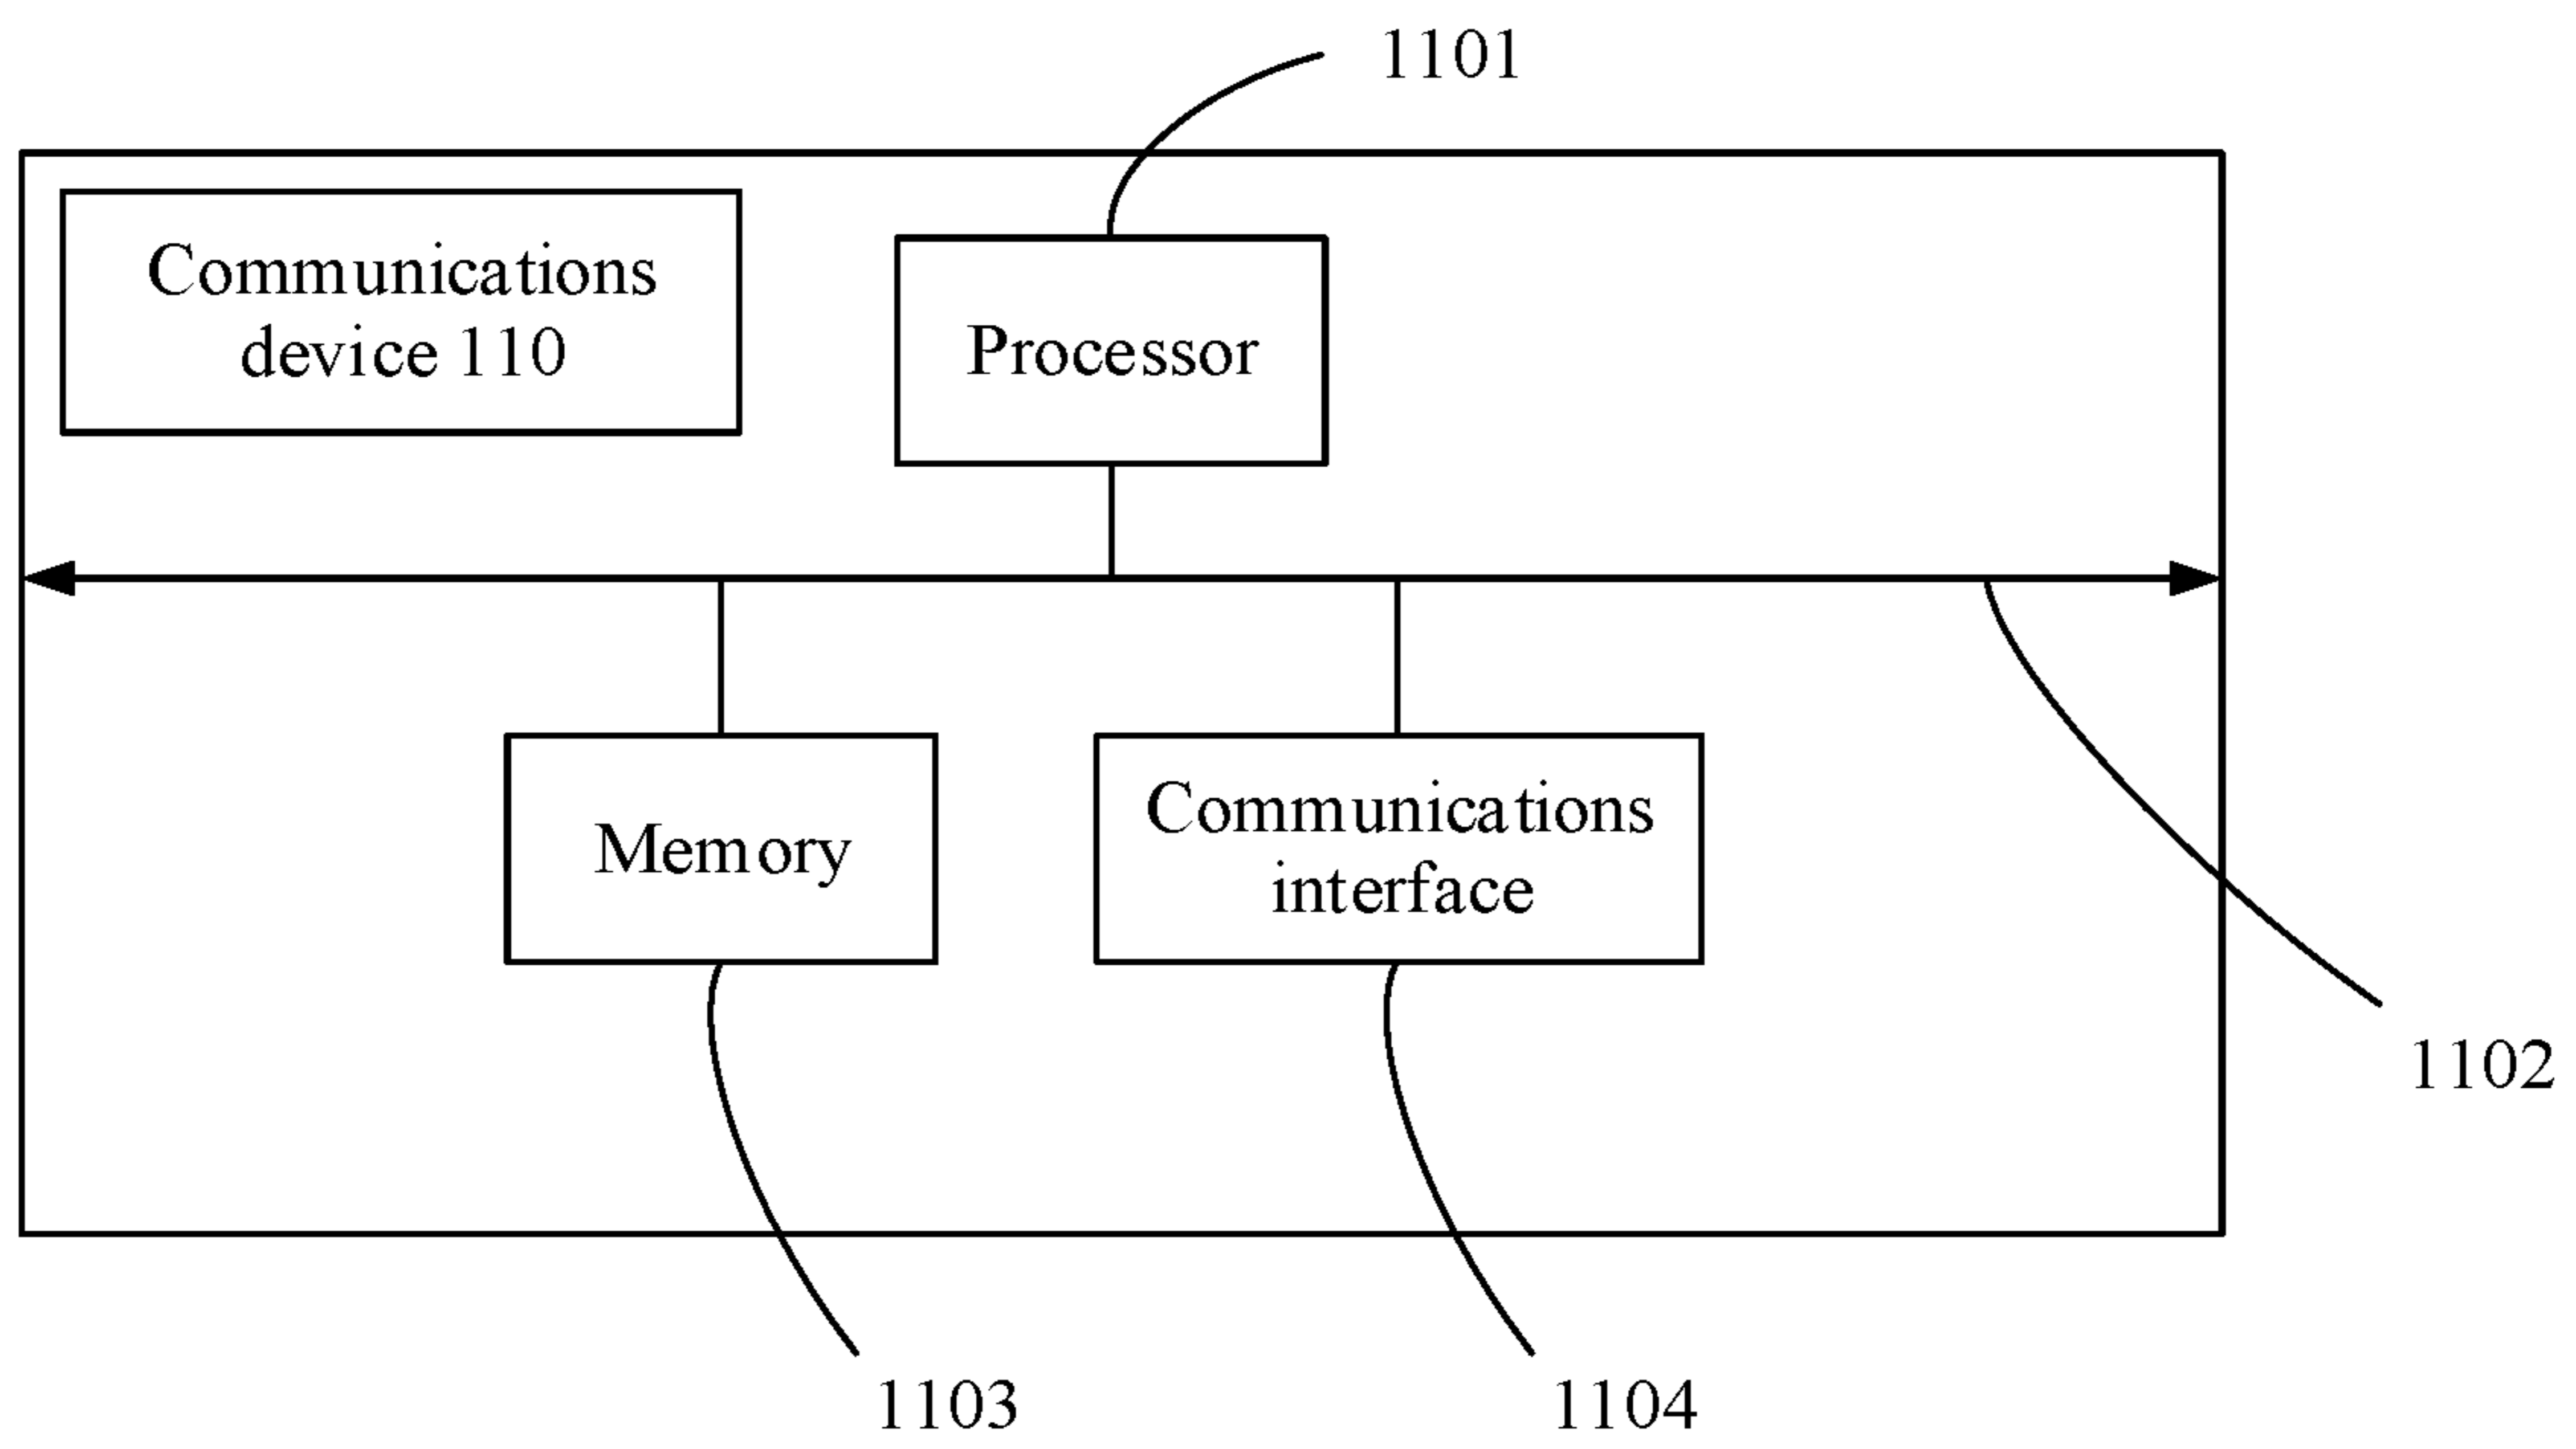 1101
Communications
device 110
Processor
Memory
Communications
interface
1102
1103
1104